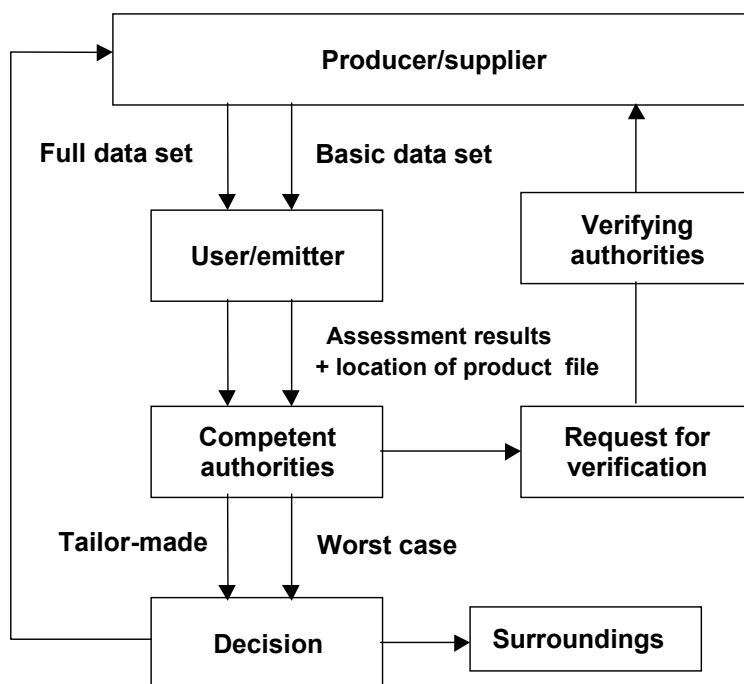 Producer/supplier
Full data set
Basic data set
User/emitter
Verifying
authorities
Assessment results
+ location of product file
Competent
authorities
Request for
verification
Tailor-made
Worst case
Decision
Surroundings